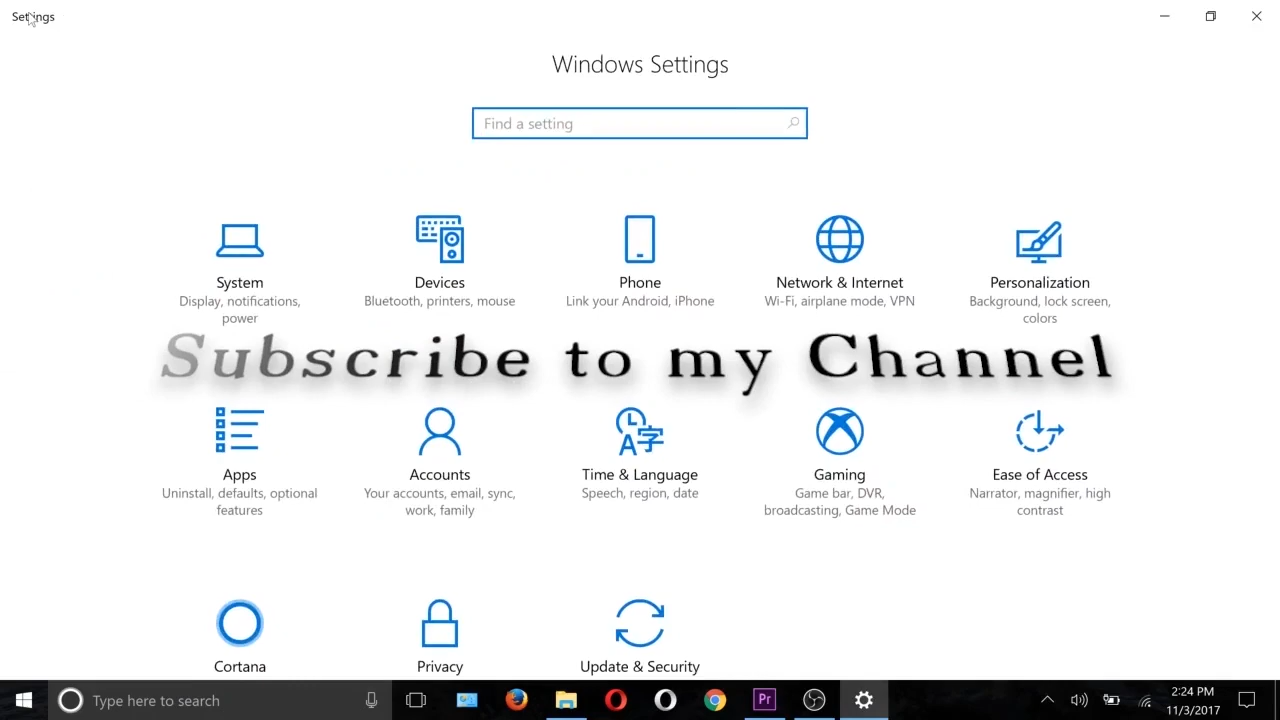 Settings
Windows Settings
Find a setting
System
Display, notifications,
power
Devices
Bluetooth, printers, mouse
Phone
Link your Android, iPhone
Network & Internet
Wi-Fi, airplane mode, VPN
Personalization
Background, lock screen,
colors
Subscribe to my Channel
Apps
Uninstall, defaults, optional
features
Accounts
Your accounts, email, sync,
work, family
Time & Language
Speech, region, date
Gaming
Game bar, DVR,
broadcasting, Game Mode
Ease of Access
Narrator, magnifier, high
contrast
Cortana
Privacy
Update & Security
Type here to search
Pr
2:24 PM
11/3/2017